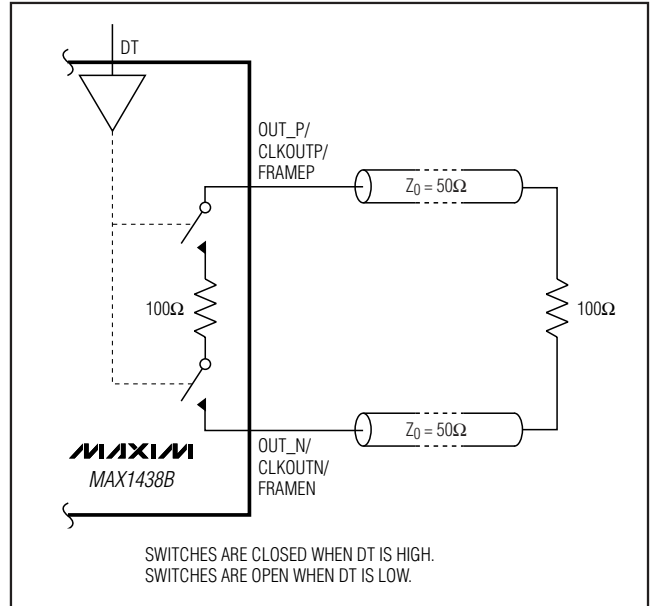 DT
OUT_P/
CLKOUTP/
FRAMEP
Z0 = 50Ω
100Ω
100Ω
Z0 = 50Ω
MAXIM
MAX1438B
OUT_N/
CLKOUTN/
FRAMEN
SWITCHES ARE CLOSED WHEN DT IS HIGH.
SWITCHES ARE OPEN WHEN DT IS LOW.